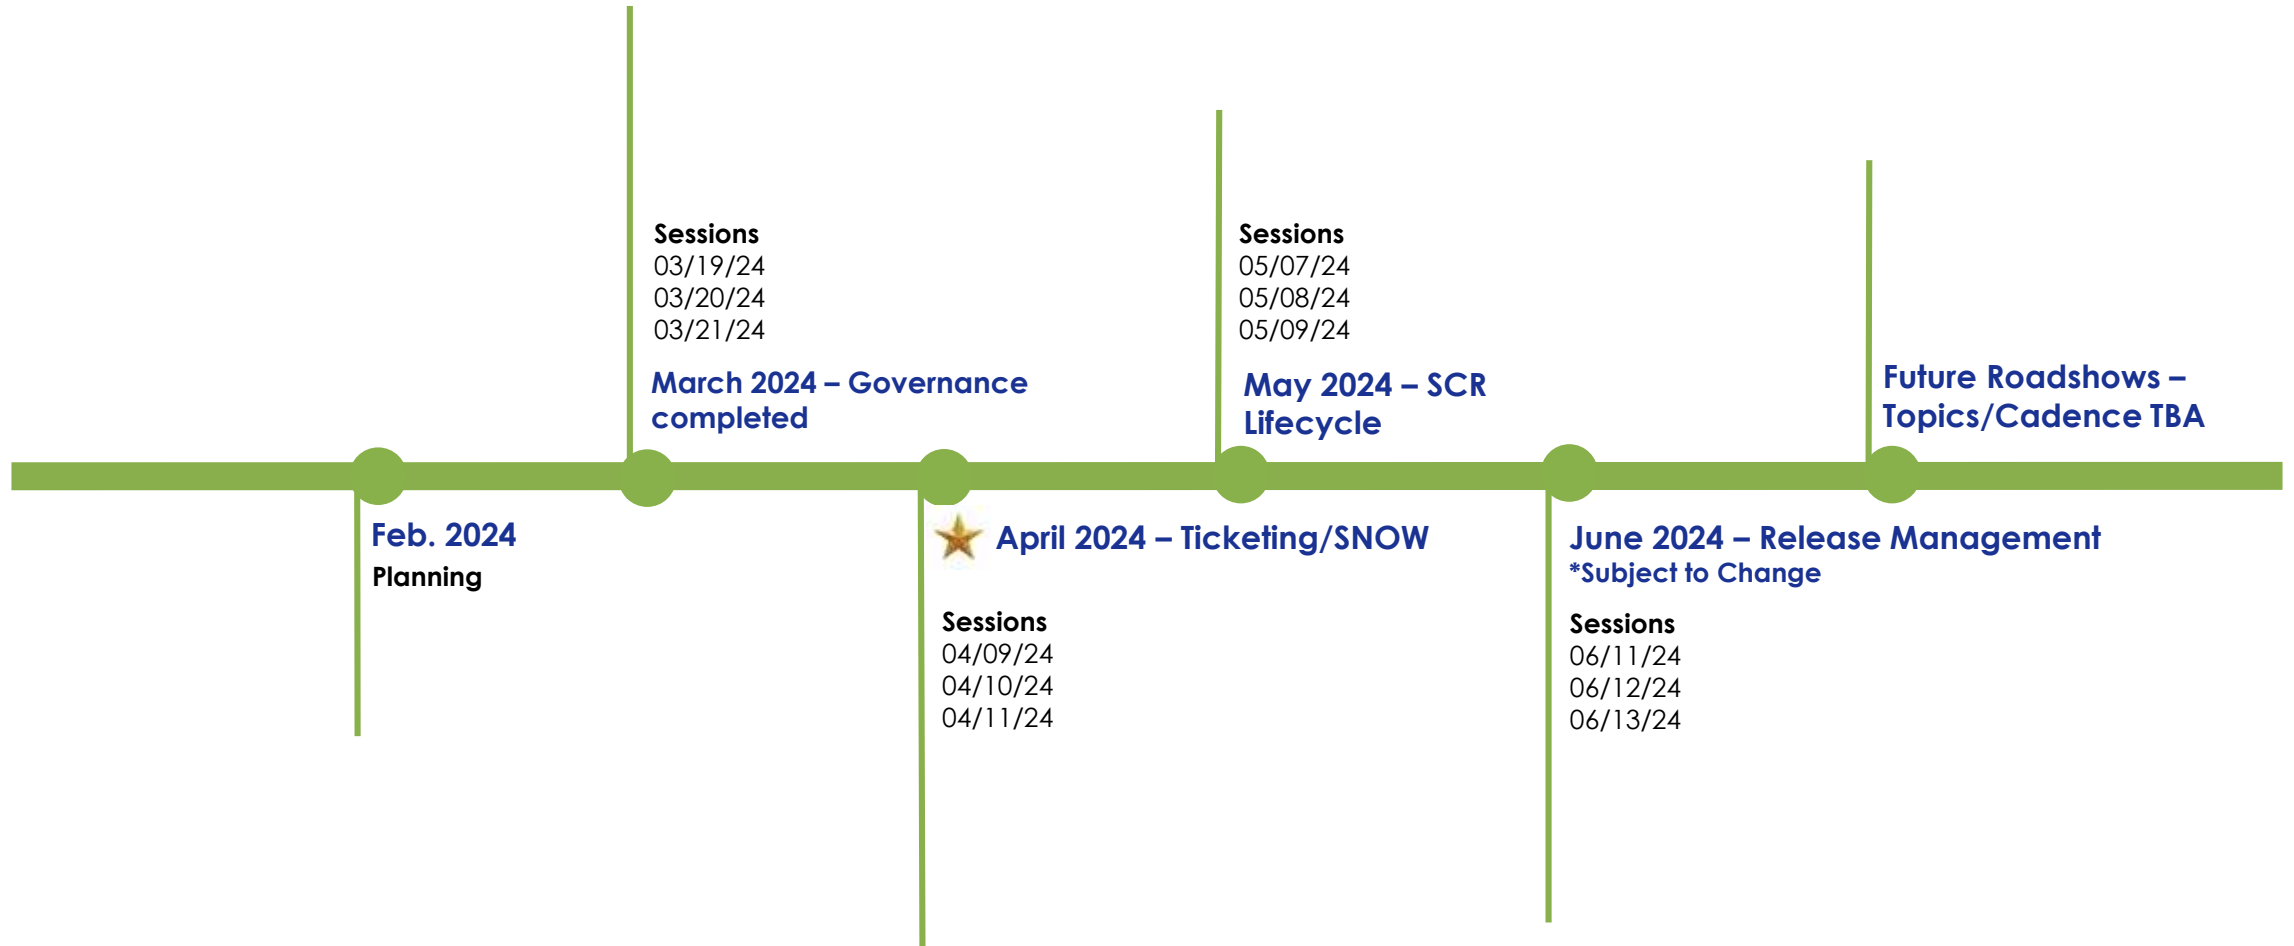 Feb. 2024
Planning
Sessions
03/19/24
03/20/24
03/21/24
March 2024 – Governance
completed
April 2024 – Ticketing/SNOW
Sessions
04/09/24
04/10/24
04/11/24
Sessions
05/07/24
05/08/24
05/09/24
May 2024 – SCR
Lifecycle
June 2024 – Release Management
*Subject to Change
Sessions
06/11/24
06/12/24
06/13/24
Future Roadshows –
Topics/Cadence TBA